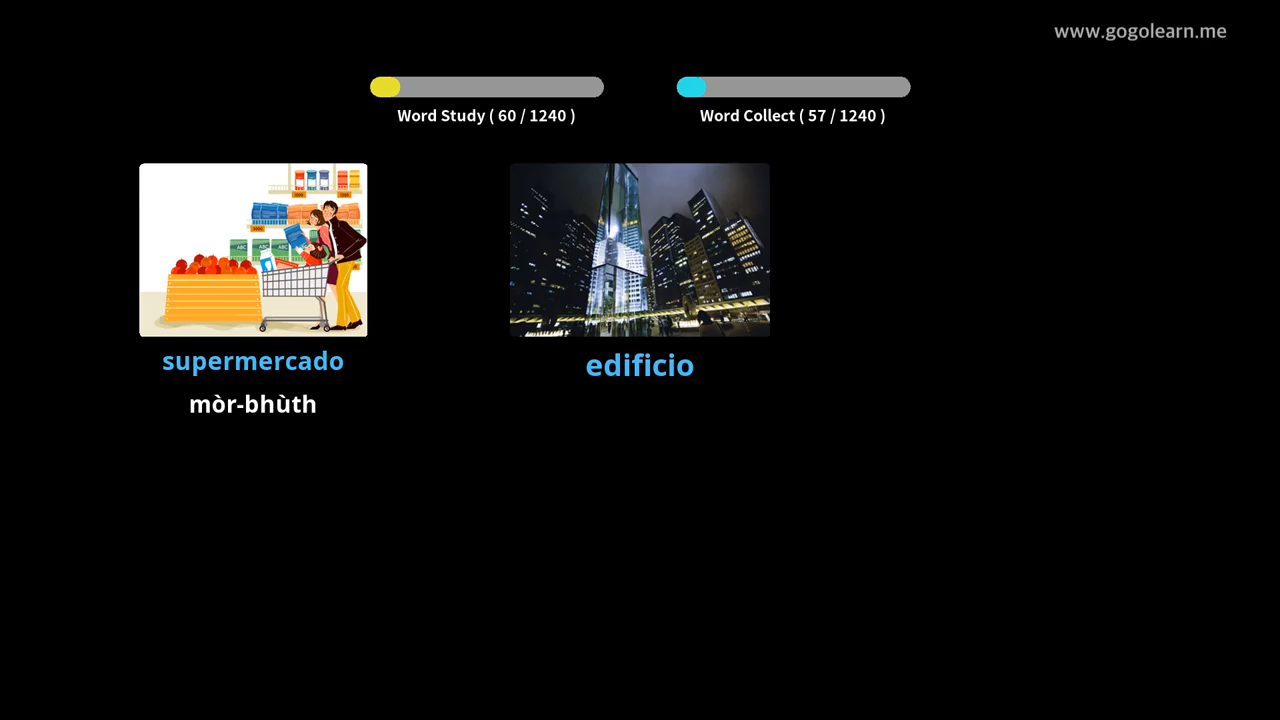 www.gogolearn.me
Word Study ( 60 / 1240 )
Word Collect ( 57 / 1240 )
supermercado
mòr-bhùth
edificio